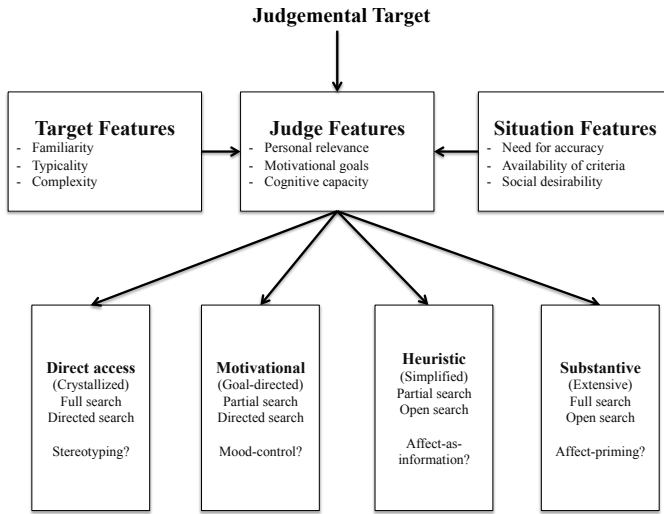 Judgemental Target
Target Features
- Familiarity
- Typicality
- Complexity
Judge Features
- Personal relevance
- Motivational goals
- Cognitive capacity
Situation Features
- Need for accuracy
- Availability of criteria
- Social desirability
Direct access
(Crystallized)
Full search
Directed search
Stereotyping?
Motivational
(Goal-directed)
Partial search
Directed search
Mood-control?
Heuristic
(Simplified)
Partial search
Open search
Affect-as-
information?
Substantive
(Extensive)
Full search
Open search
Affect-priming?